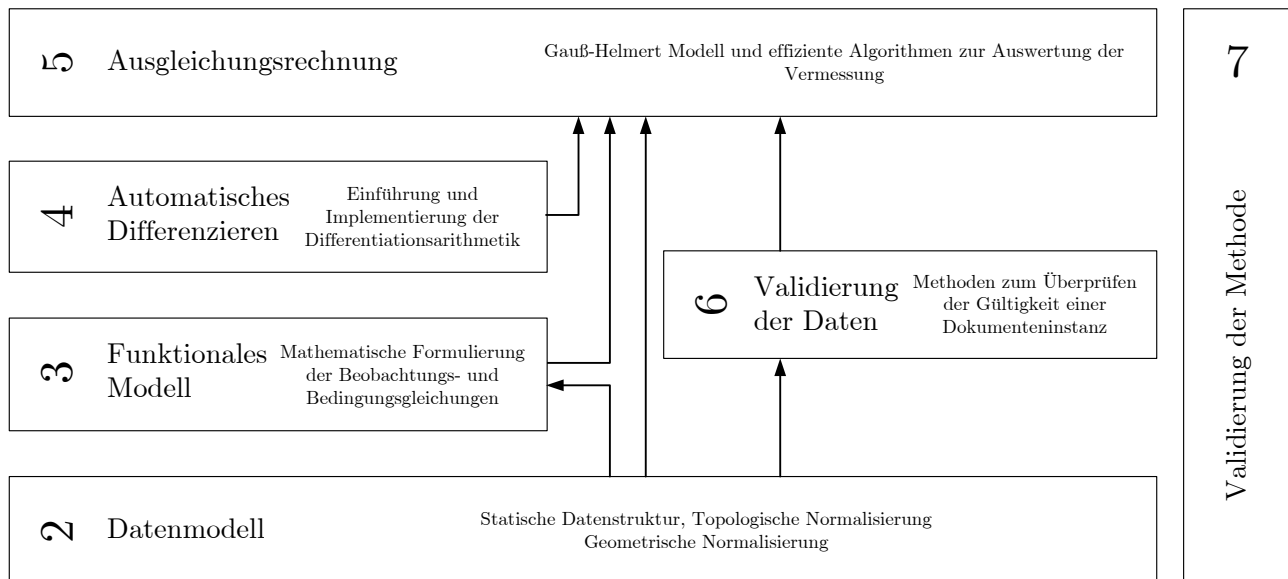 5
Ausgleichungsrechnung
Gauß-Helmert Modell und effiziente Algorithmen zur Auswertung der
Vermessung
4
Automatisches
Differenzieren
Einführung und
Implementierung der
Differentiationsarithmetik
6
Validierung
der Daten
Methoden zum Überprüfen
der Gültigkeit einer
Dokumenteninstanz
3
Funktionales
Modell
Mathematische Formulierung
der Beobachtungs- und
Bedingungsgleichungen
2
Datenmodell
Statische Datenstruktur, Topologische Normalisierung
Geometrische Normalisierung
7
Validierung der Methode